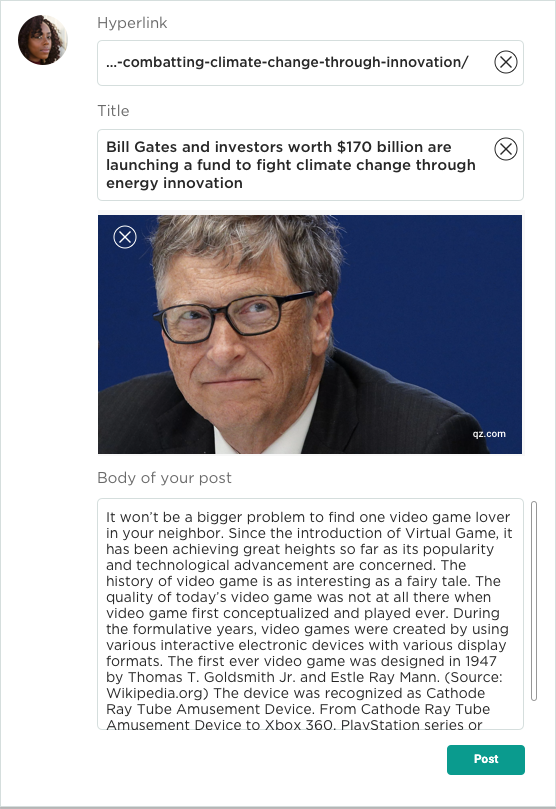 Hyperlink
...-combatting-climate-change-through-innovation/
Title
Bill Gates and investors worth $170 billion are
launching a fund to fight climate change through
energy innovation
qz.com
Body of your post
It won't be a bigger problem to find one video game lover
in your neighbor. Since the introduction of Virtual Game, it
has been achieving great heights so far as its popularity
and technological advancement are concerned. The
history of video game is as interesting as a fairy tale. The
quality of today's video game was not at all there when
video game first conceptualized and played ever. During
the formulative years, video games were created by using
various interactive electronic devices with various display
formats. The first ever video game was designed in 1947
by Thomas T. Goldsmith Jr. and Estle Ray Mann. (Source:
Wikipedia.org) The device was recognized as Cathode
Ray Tube Amusement Device. From Cathode Ray Tube
Amusement Device to Xbox 360, PlayStation series or
Post